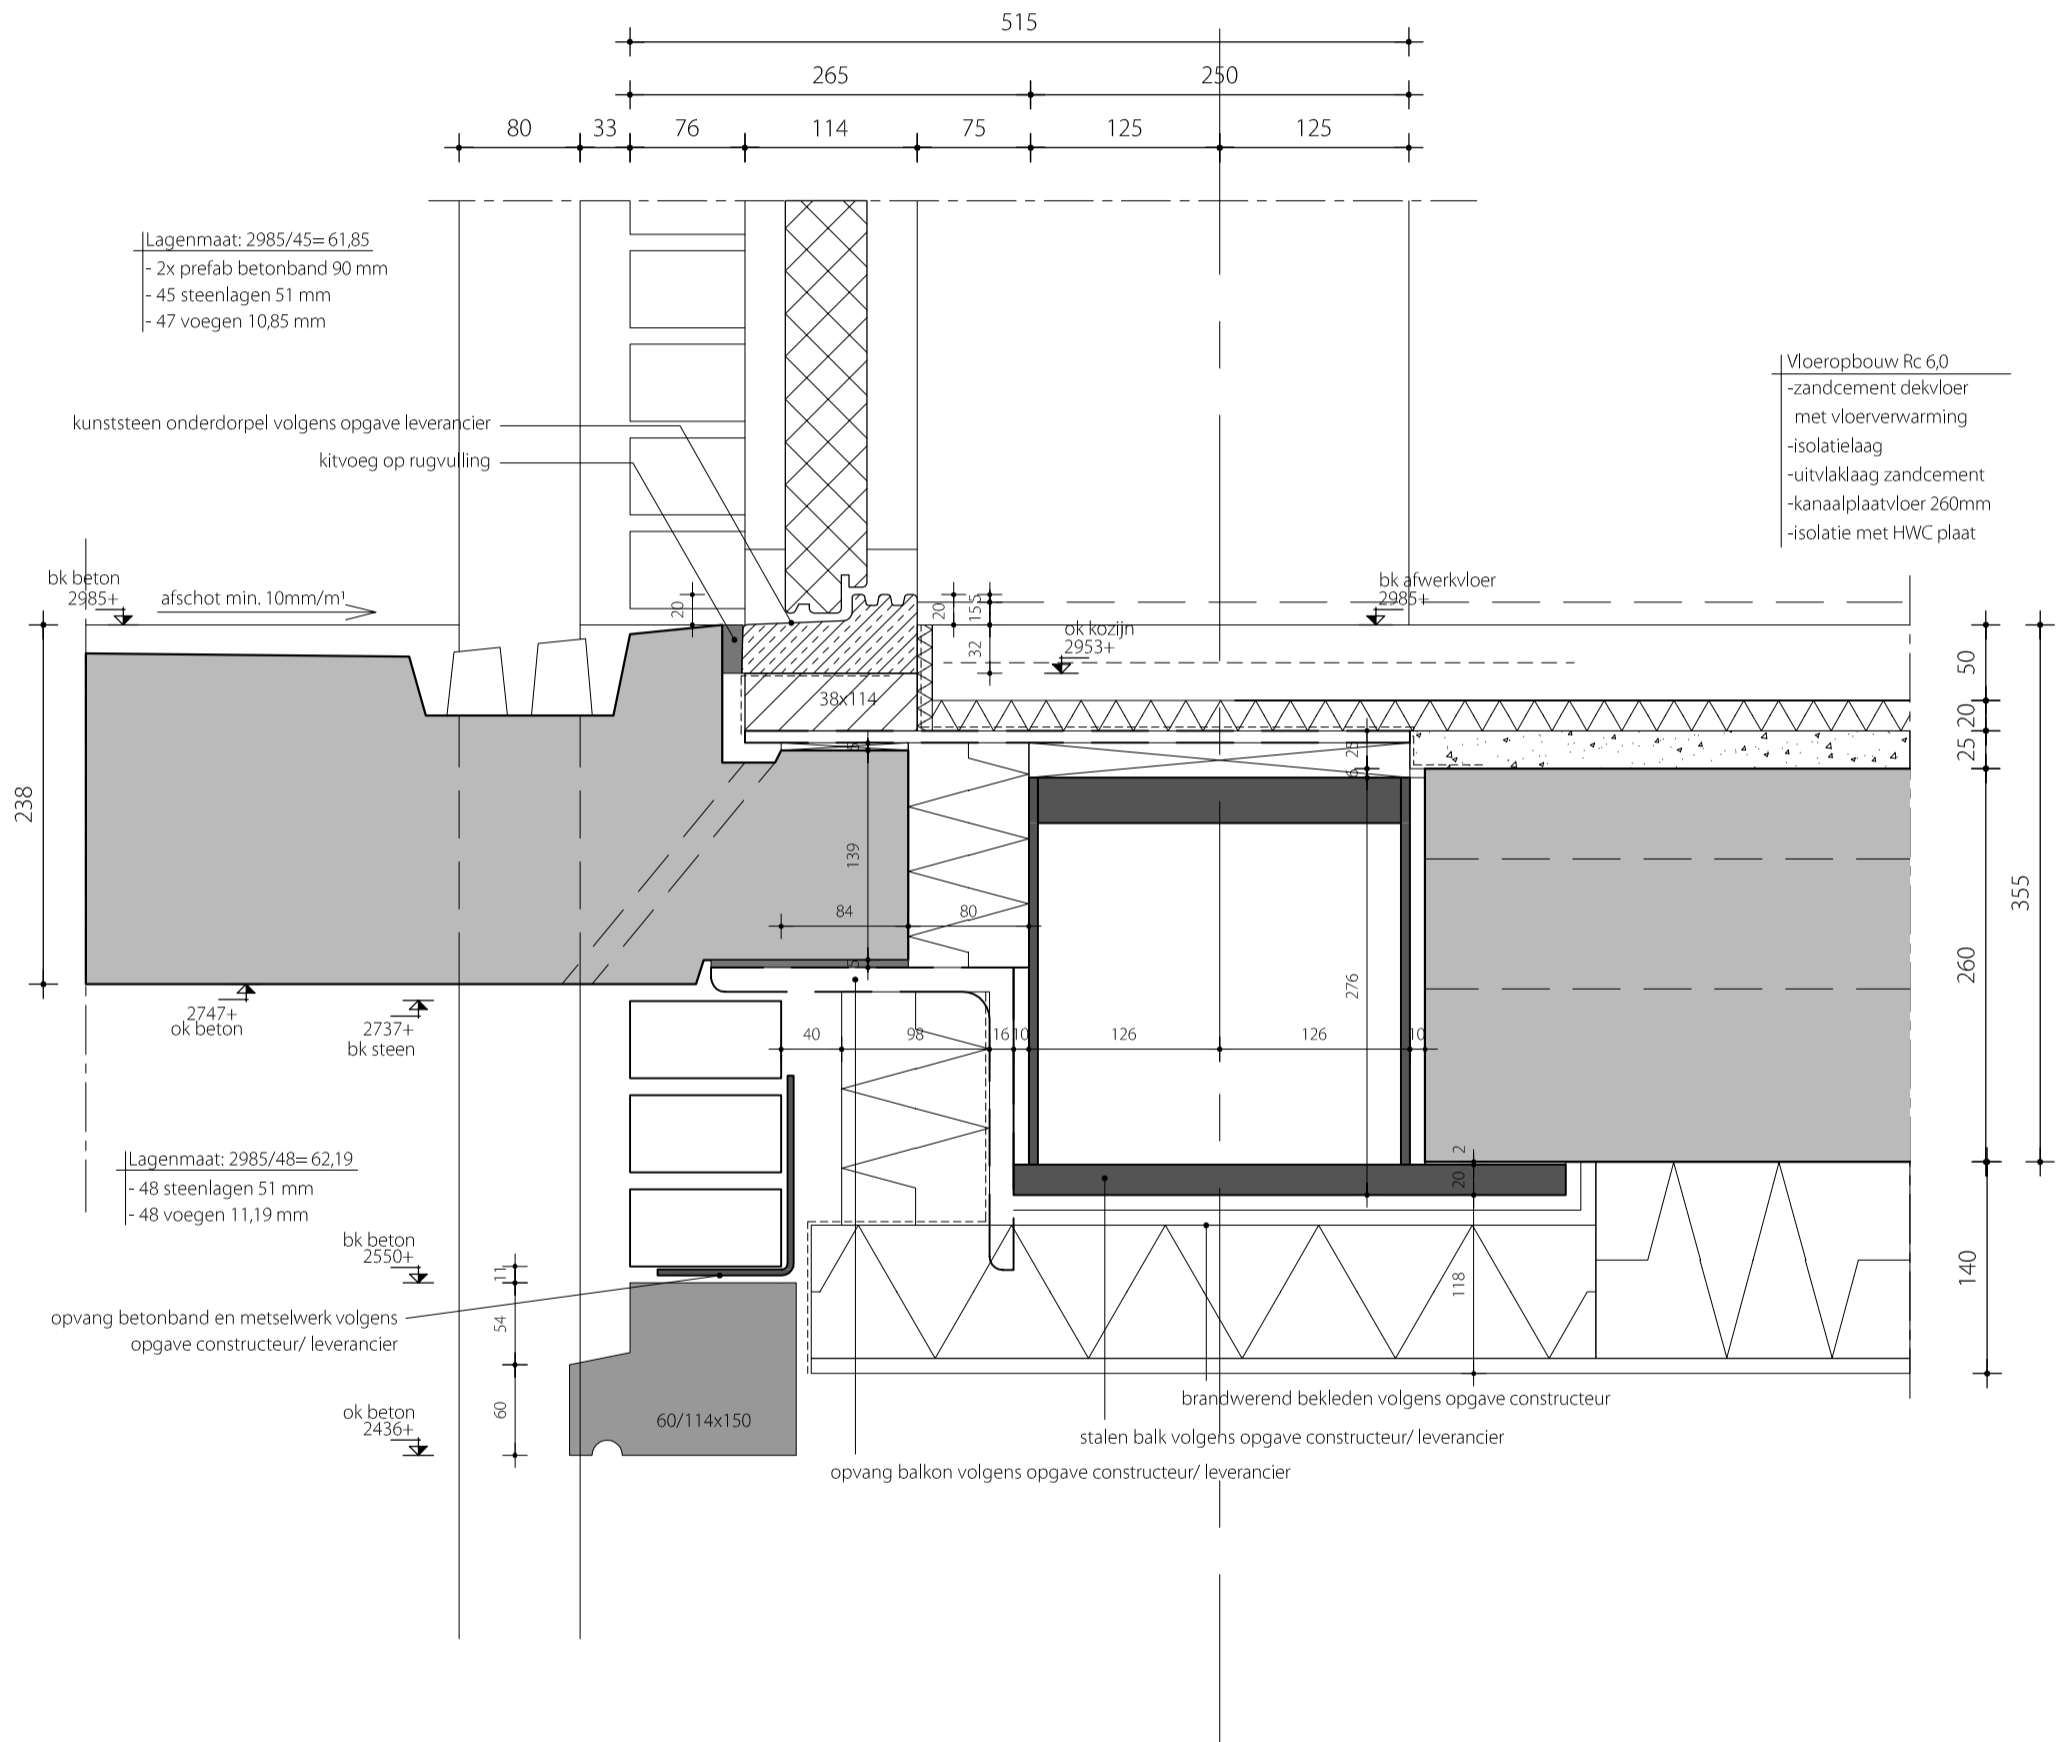 515
265 250
80 33 76 114 75 125 125
Lagenmaat: 2985/45= 61,85
- 2x prefab betonband 90 mm
- 45 steenlagen 51 mm
- 47 voegen 10,85 mm
Vloeropbouw Rc 6,0
-zandcement dekvloer
met vloerverwarming
-isolatielaag
-uitvlaklaag zandcement
-kanaalplaatvloer 260mm
-isolatie met HWC plaat
kunststeen onderdorpel volgens opgave leverancier
kitvoeg op rugvulling
bk beton
2985+
afschot min. 10mm/m¹
20
20
15,5
32
bk afwerkvloer
2985+
ok kozijn
2953+
38x114
50
20
25
260
355
140
238
5
25
6
139
84 80
5
276
2747+
ok beton
2737+
bk steen
40 98 16 10 126 126 10
2
20
118
Lagenmaat: 2985/48= 62,19
- 48 steenlagen 51 mm
- 48 voegen 11,19 mm
bk beton
2550+
11
54
60
opvang betonband en metselwerk volgens
opgave constructeur/ leverancier
ok beton
2436+
60/114x150
brandwerend bekleden volgens opgave constructeur
stalen balk volgens opgave constructeur/ leverancier
opvang balkon volgens opgave constructeur/ leverancier